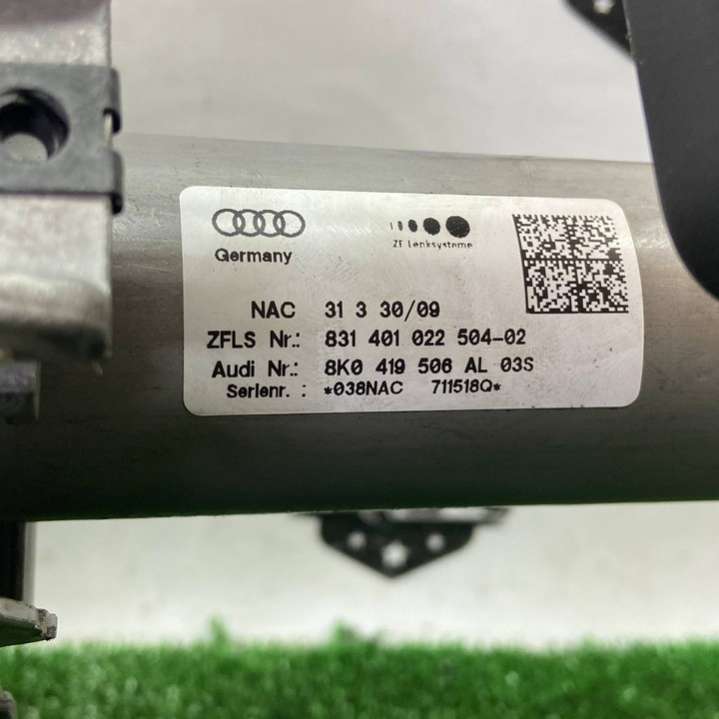 Germany
ZF Lenksysteme
NAC 31 3 30/09
ZFLS Nr.: 831 401 022 504-02
Audi Nr.: 8K0 419 506 AL 03S
Serienr. : *038NAC 711518Q*